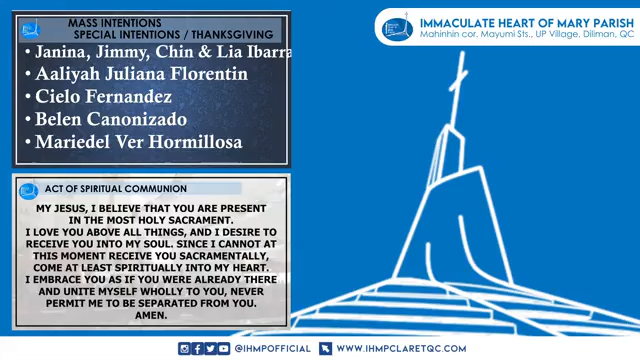 MASS INTENTIONS
SPECIAL INTENTIONS / THANKSGIVING
• Janina, Jimmy, Chin & Lia Ibarra
• Aaliyah Juliana Florentin
• Cielo Fernandez
• Belen Canonizado
• Mariedel Ver Hormillosa
ACT OF SPIRITUAL COMMUNION
MY JESUS, I BELIEVE THAT YOU ARE PRESENT
IN THE MOST HOLY SACRAMENT.
I LOVE YOU ABOVE ALL THINGS, AND I DESIRE TO
RECEIVE YOU INTO MY SOUL. SINCE I CANNOT AT
THIS MOMENT RECEIVE YOU SACRAMENTALLY,
COME AT LEAST SPIRITUALLY INTO MY HEART.
I EMBRACE YOU AS IF YOU WERE ALREADY THERE
AND UNITE MYSELF WHOLLY TO YOU, NEVER
PERMIT ME TO BE SEPARATED FROM YOU.
AMEN.
IMMACULATE HEART OF MARY PARISH
Mahinhin cor. Mayumi Sts., UP Village, Diliman, QC
@IHMPOFFICIAL
WWW.IHMPCLARETQC.COM